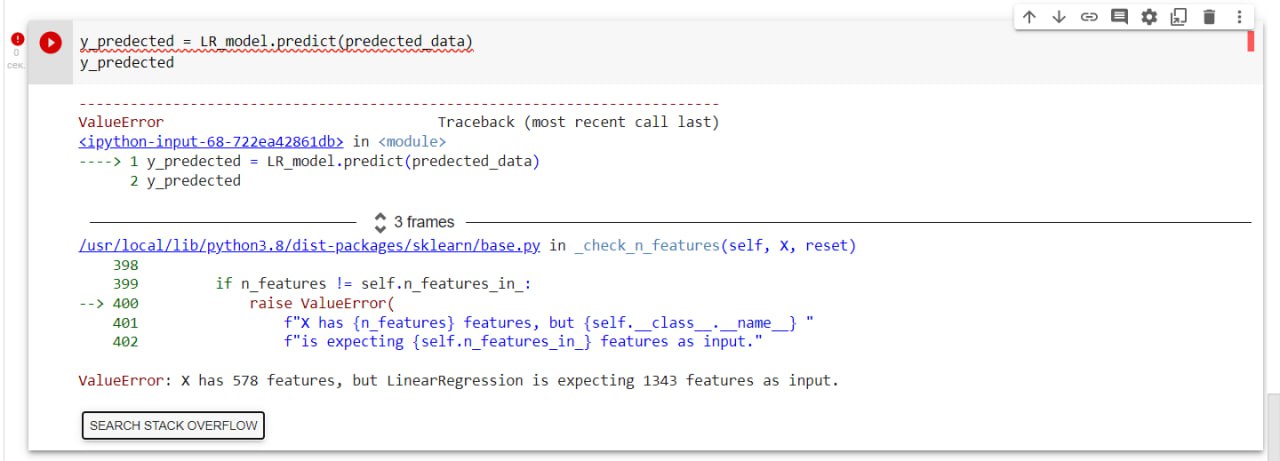 !
0
сек.
y_predected = LR_model.predict(predected_data)
y_predected
---------------------------------------------------------------------------
ValueError                                Traceback (most recent call last)
<ipython-input-68-722ea42861db> in <module>
----> 1 y_predected = LR_model.predict(predected_data)
      2 y_predected
3 frames
/usr/local/lib/python3.8/dist-packages/sklearn/base.py in _check_n_features(self, X, reset)
    398
    399         if n_features != self.n_features_in_:
--> 400             raise ValueError(
    401                 f"X has {n_features} features, but {self.__class__.__name__} "
    402                 f"is expecting {self.n_features_in_} features as input."
ValueError: X has 578 features, but LinearRegression is expecting 1343 features as input.
SEARCH STACK OVERFLOW